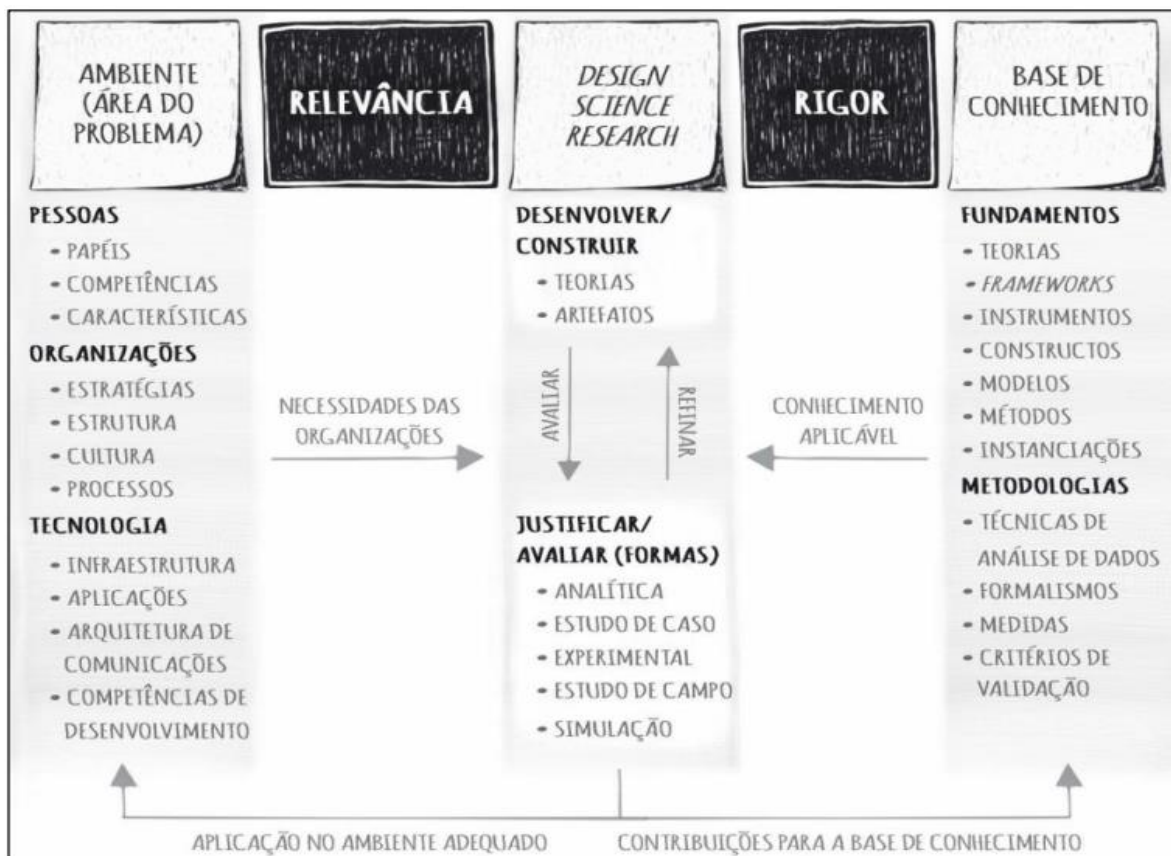 AMBIENTE
(ÁREA DO
PROBLEMA)
RELEVÂNCIA
DESIGN
SCIENCE
RESEARCH
RIGOR
BASE DE
CONHECIMENTO
PESSOAS
• PAPÉIS
• COMPETÊNCIAS
• CARACTERÍSTICAS
ORGANIZAÇÕES
• ESTRATÉGIAS
• ESTRUTURA
• CULTURA
• PROCESSOS
TECNOLOGIA
• INFRAESTRUTURA
• APLICAÇÕES
• ARQUITETURA DE
COMUNICAÇÕES
• COMPETÊNCIAS DE
DESENVOLVIMENTO
NECESSIDADES DAS
ORGANIZAÇÕES
DESENVOLVER/
CONSTRUIR
• TEORIAS
• ARTEFATOS
AVALIAR
REFINAR
JUSTIFICAR/
AVALIAR (FORMAS)
• ANALÍTICA
• ESTUDO DE CASO
• EXPERIMENTAL
• ESTUDO DE CAMPO
• SIMULAÇÃO
CONHECIMENTO
APLICÁVEL
FUNDAMENTOS
• TEORIAS
• FRAMEWORKS
• INSTRUMENTOS
• CONSTRUCTOS
• MODELOS
• MÉTODOS
• INSTANCIAÇÕES
METODOLOGIAS
• TÉCNICAS DE
ANÁLISE DE DADOS
• FORMALISMOS
• MEDIDAS
• CRITÉRIOS DE
VALIDAÇÃO
APLICAÇÃO NO AMBIENTE ADEQUADO
CONTRIBUIÇÕES PARA A BASE DE CONHECIMENTO